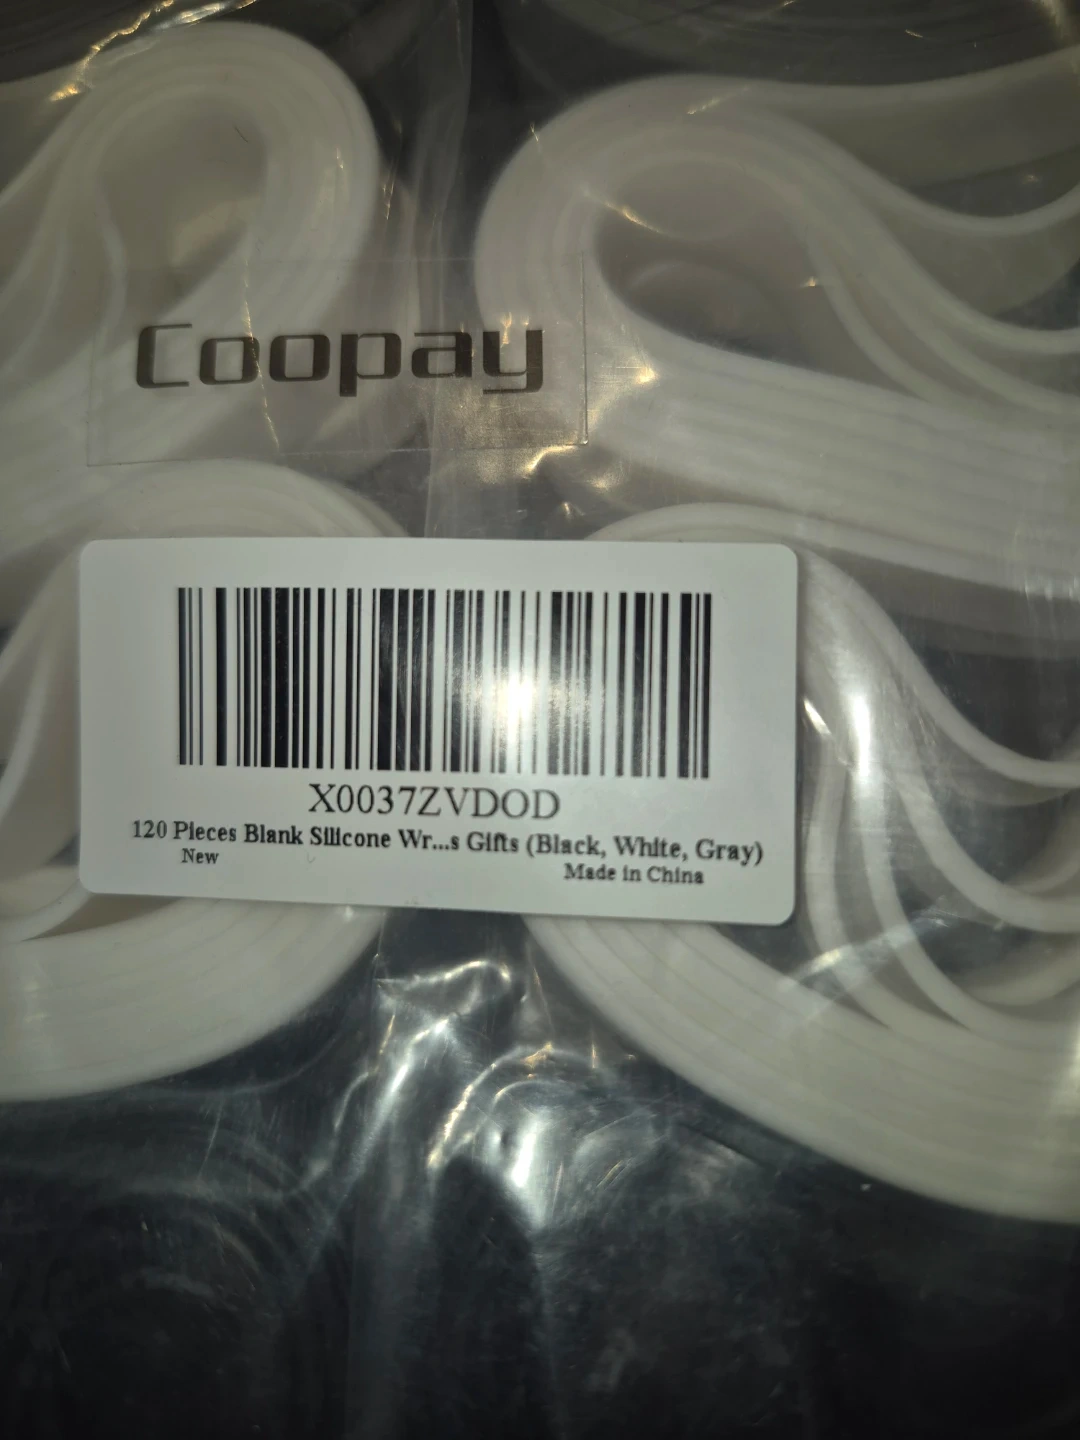 Coopay
X0037ZVDOD
120 Pieces Blank Silicone Wr...s Gifts (Black, White, Gray)
New
Made in China